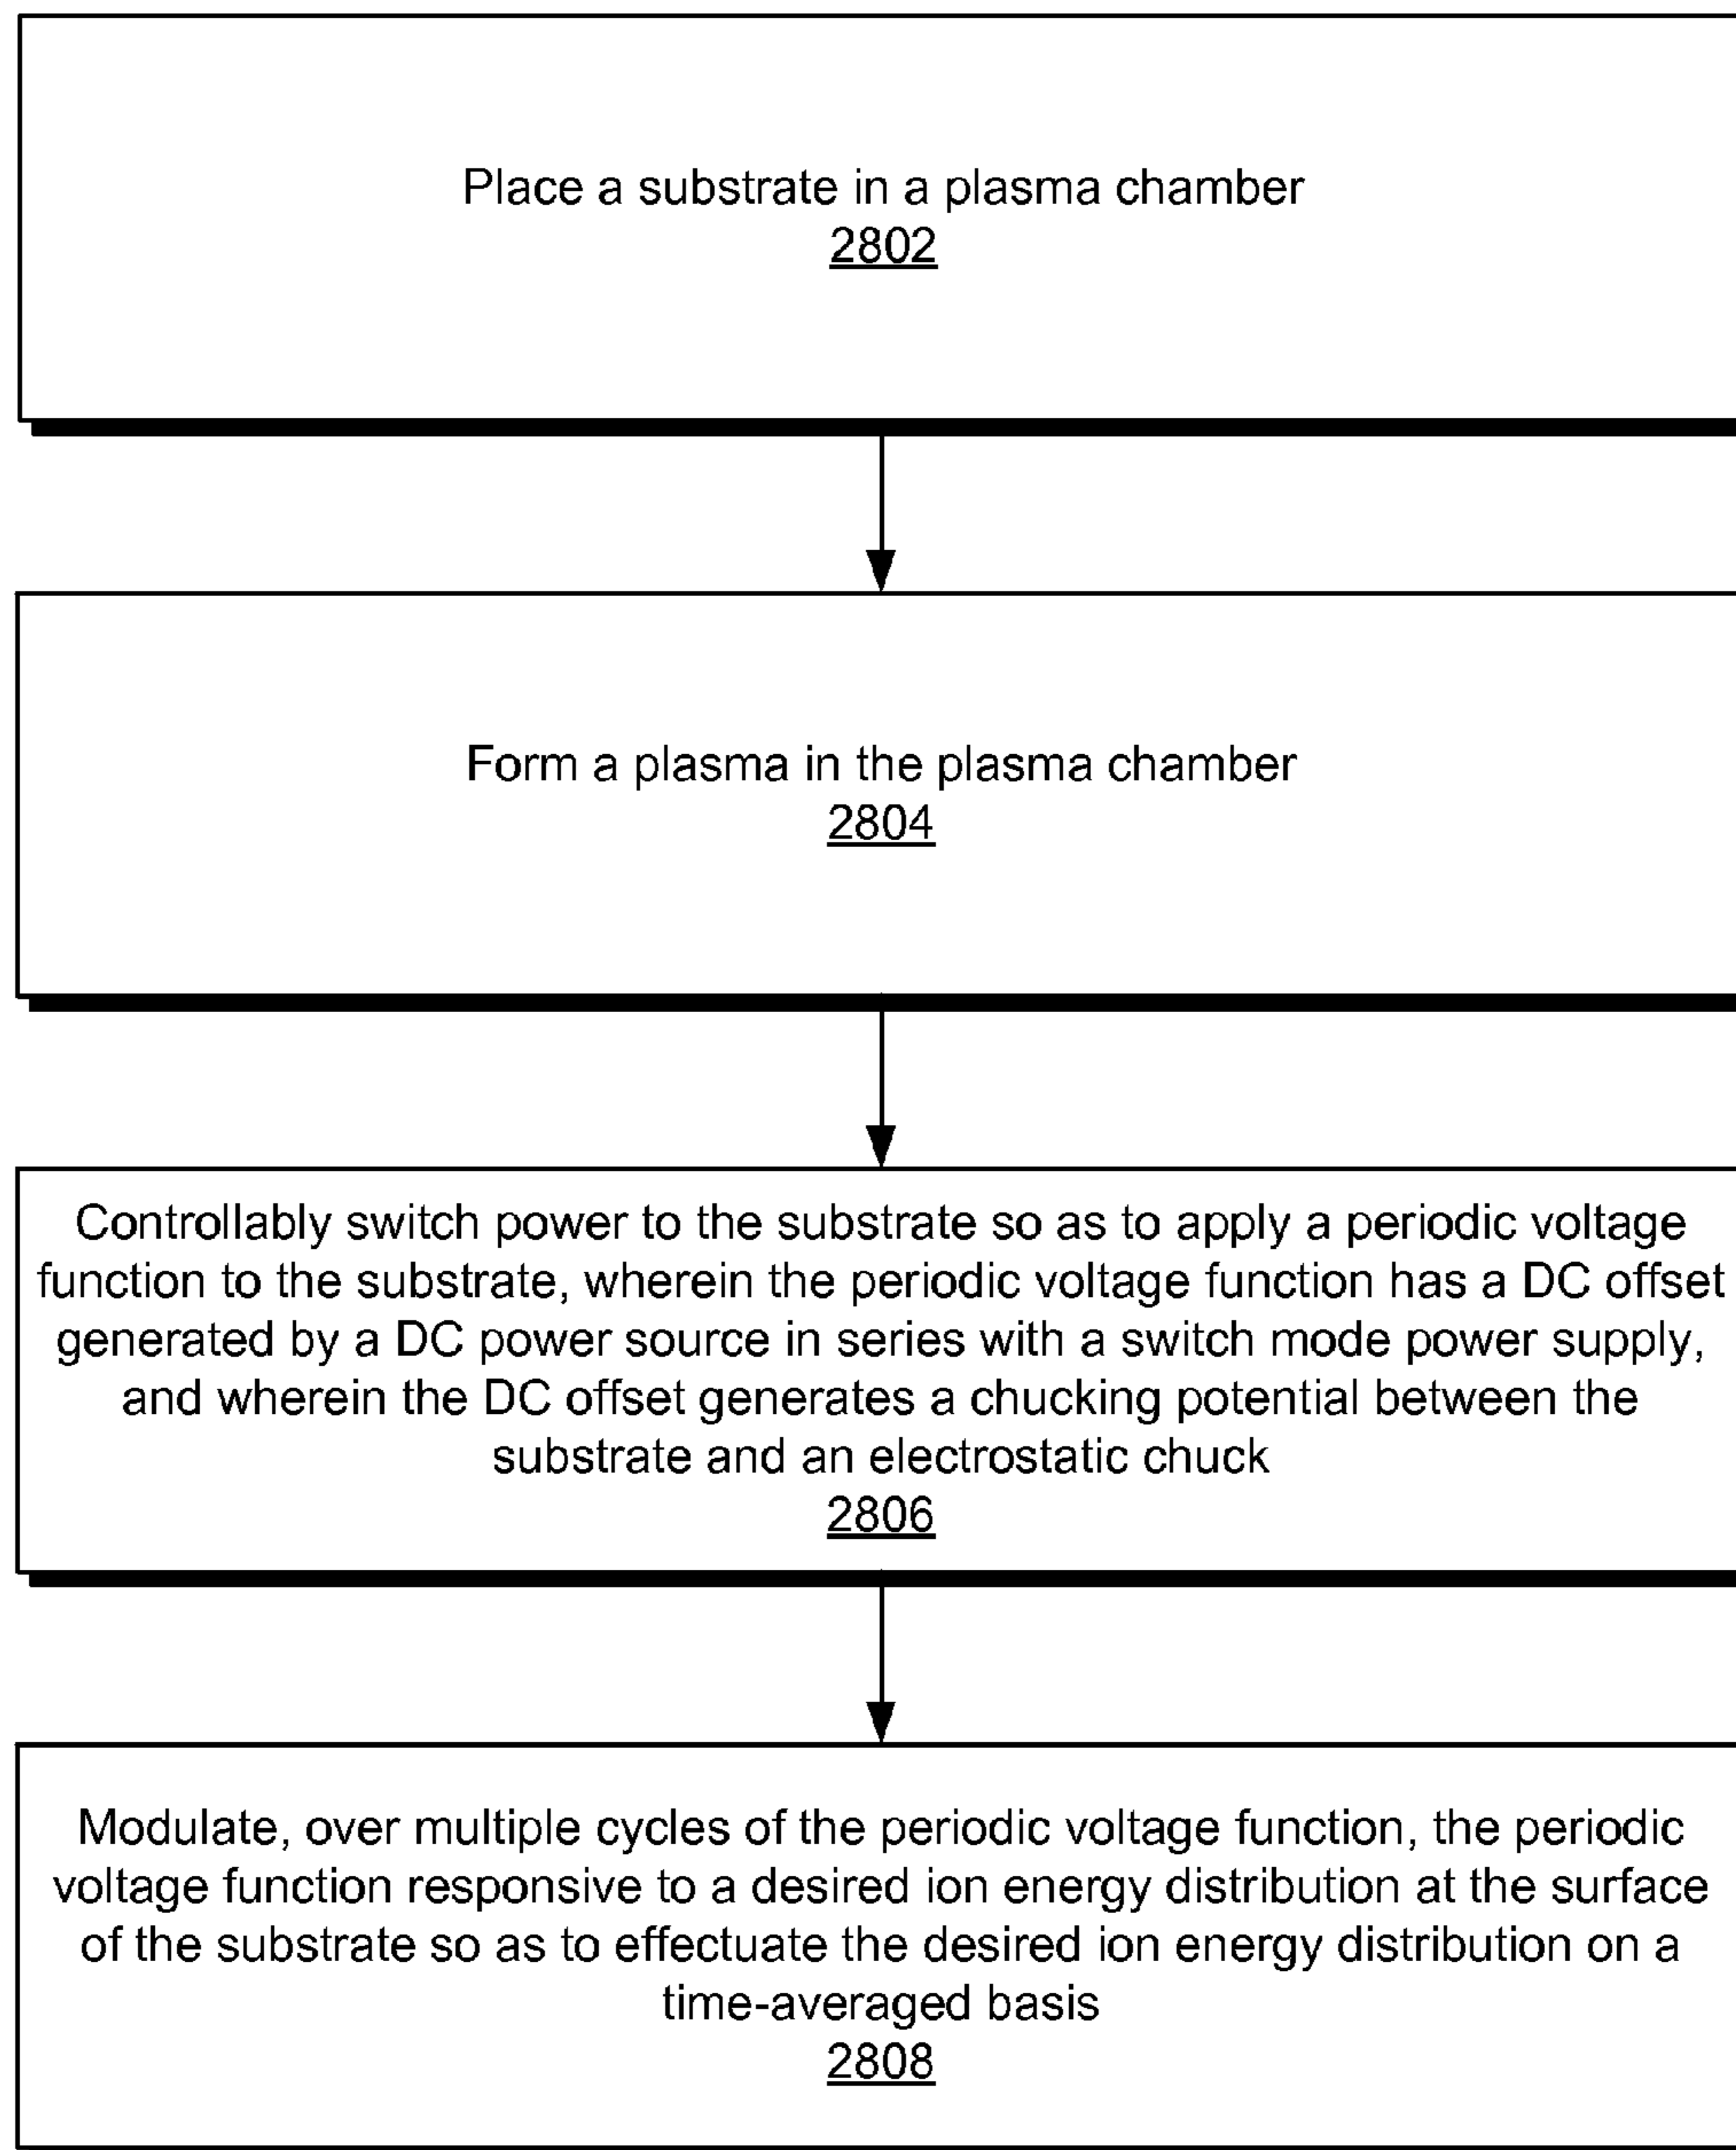 Place a substrate in a plasma chamber
2802
Form a plasma in the plasma chamber
2804
Controllably switch power to the substrate so as to apply a periodic voltage
function to the substrate, wherein the periodic voltage function has a DC offset
generated by a DC power source in series with a switch mode power supply,
and wherein the DC offset generates a chucking potential between the
substrate and an electrostatic chuck
2806
Modulate, over multiple cycles of the periodic voltage function, the periodic
voltage function responsive to a desired ion energy distribution at the surface
of the substrate so as to effectuate the desired ion energy distribution on a
time-averaged basis
2808